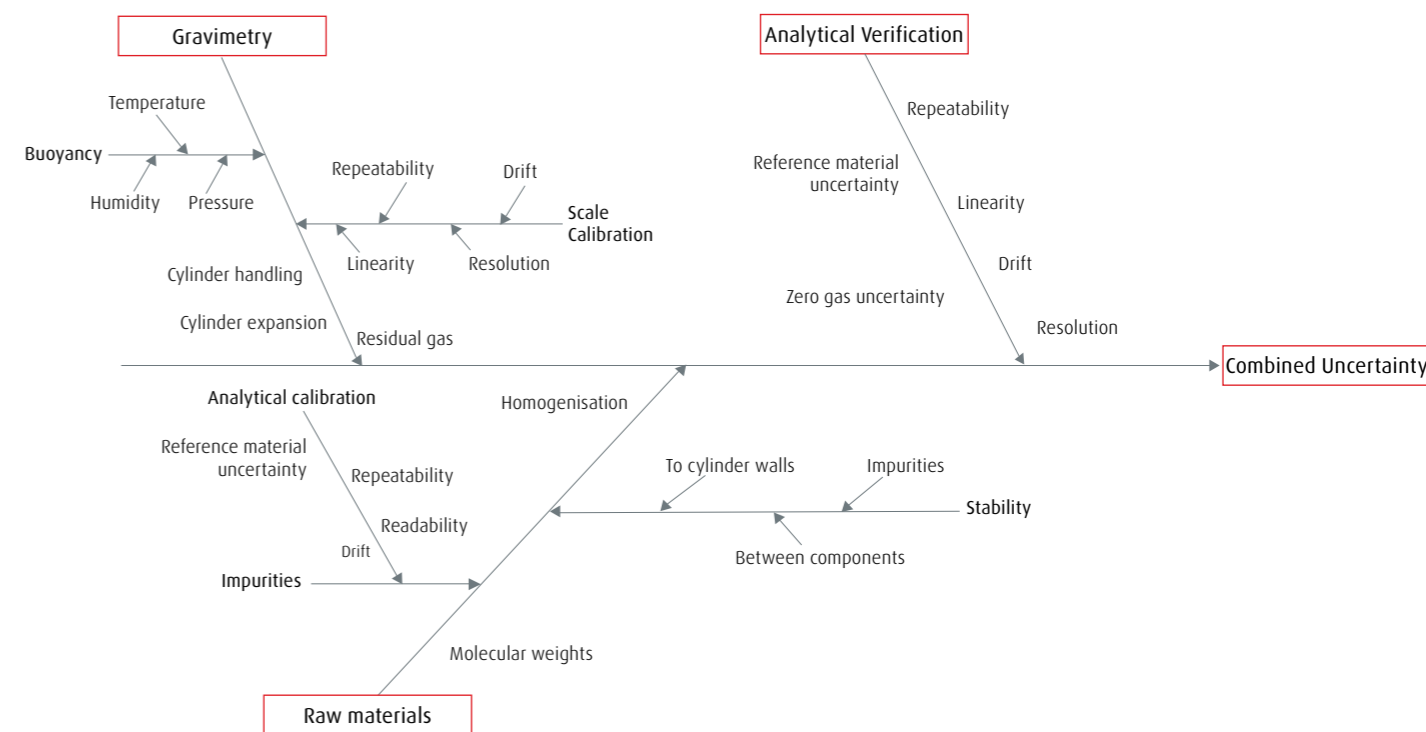 Gravimetry
Analytical Verification
Temperature
Repeatability
Buoyancy
Repeatability
Drift
Reference material
uncertainty
Humidity
Pressure
Scale
Calibration
Linearity
Linearity
Resolution
Drift
Cylinder handling
Zero gas uncertainty
Cylinder expansion
Residual gas
Resolution
Combined Uncertainty
Analytical calibration
Homogenisation
Reference material
uncertainty
Repeatability
To cylinder walls
Impurities
Stability
Readability
Drift
Between components
Impurities
Molecular weights
Raw materials